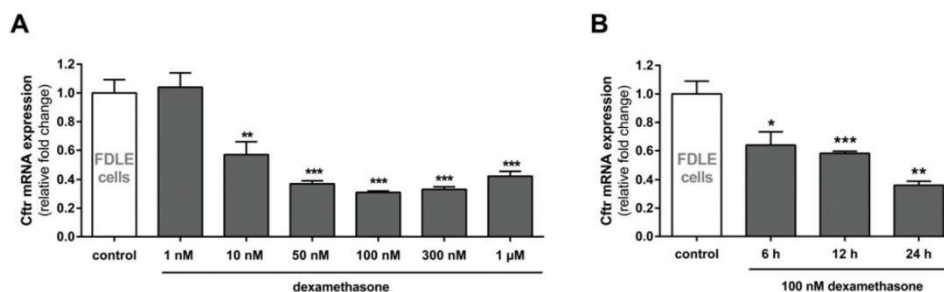 A
Cftr mRNA expression
(relative fold change)
1.2
1.0
0.8
0.6
0.4
0.2
0.0
FDLE
cells
**
***
***
***
***
control
1 nM
10 nM
50 nM
100 nM
300 nM
1 µM
dexamethasone
B
Cftr mRNA expression
(relative fold change)
1.2
1.0
0.8
0.6
0.4
0.2
0.0
FDLE
cells
*
***
**
control
6 h
12 h
24 h
100 nM dexamethasone